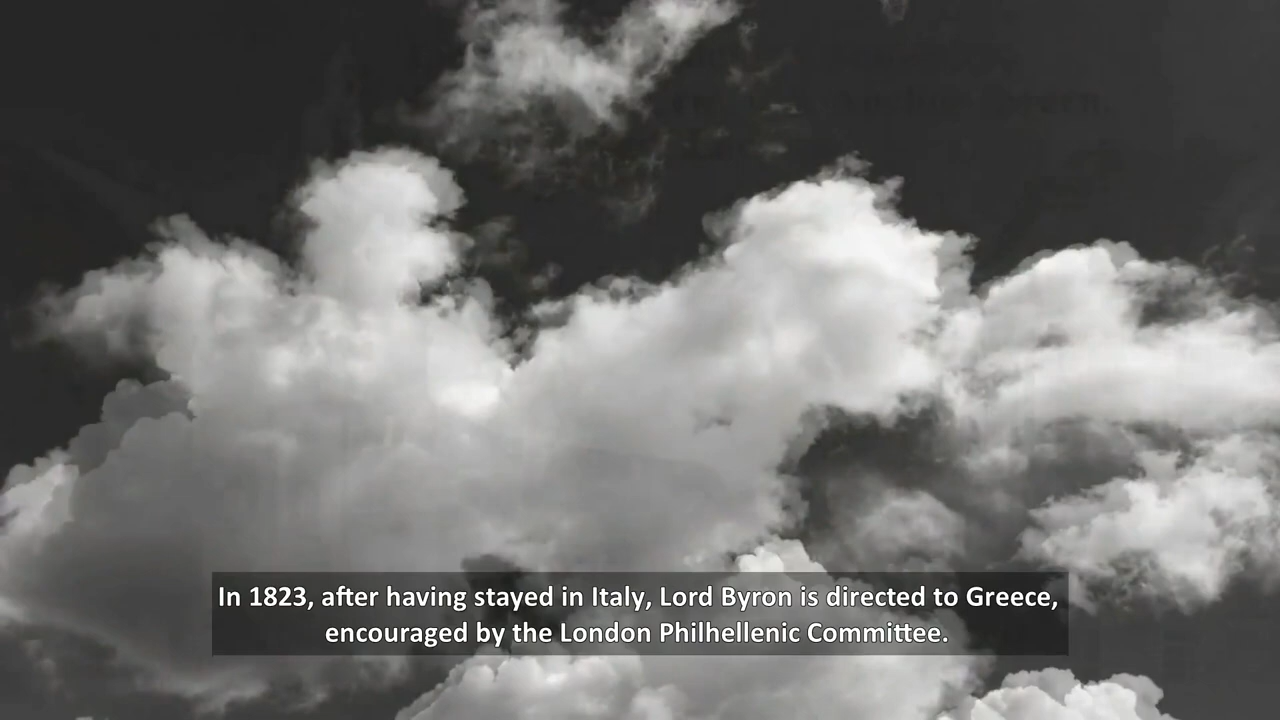 In 1823, after having stayed in Italy, Lord Byron is directed to Greece,
encouraged by the London Philhellenic Committee.